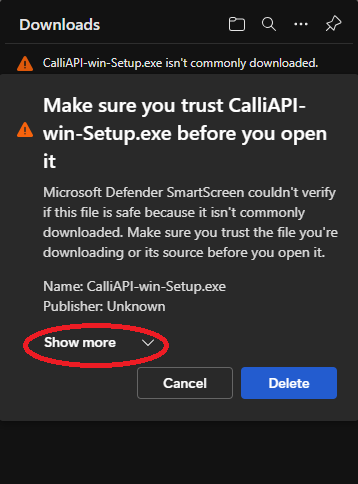 Downloads
CalliAPI-win-Setup.exe isn't commonly downloaded.
Make sure you trust CalliAPI-
win-Setup.exe before you open
it
Microsoft Defender SmartScreen couldn't verify
if this file is safe because it isn't commonly
downloaded. Make sure you trust the file you're
downloading or its source before you open it.
Name: CalliAPI-win-Setup.exe
Publisher: Unknown
Show more
Cancel
Delete